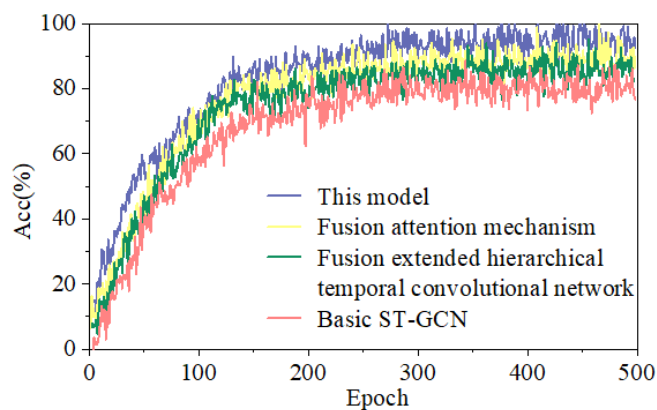 100
80
60
40
20
0
Acc(%)
This model
Fusion attention mechanism
Fusion extended hierarchical
temporal convolutional network
Basic ST-GCN
0 100 200 300 400 500
Epoch